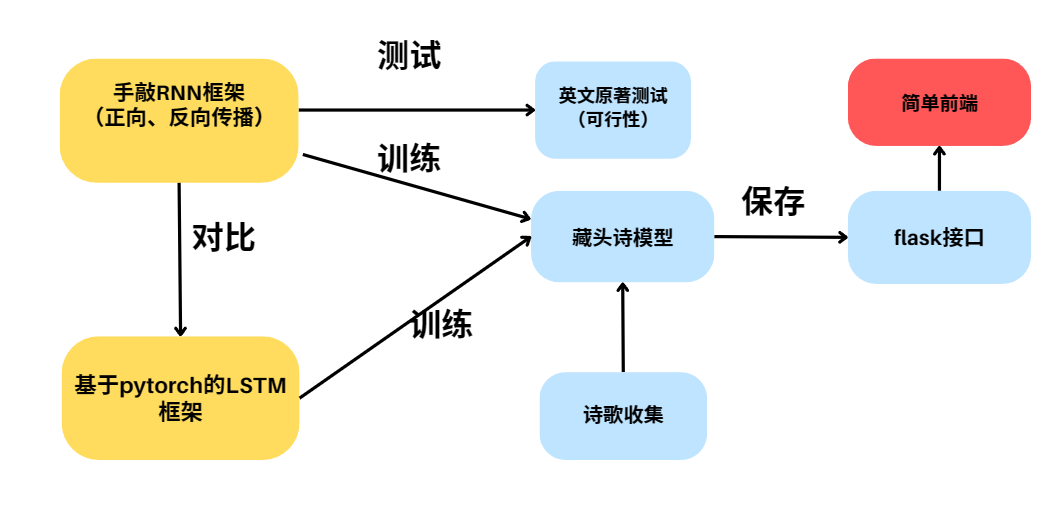 测试
手敲RNN框架
（正向、反向传播）
英文原著测试
（可行性）
简单前端
训练
保存
对比
藏头诗模型
flask接口
训练
基于pytorch的LSTM
框架
诗歌收集